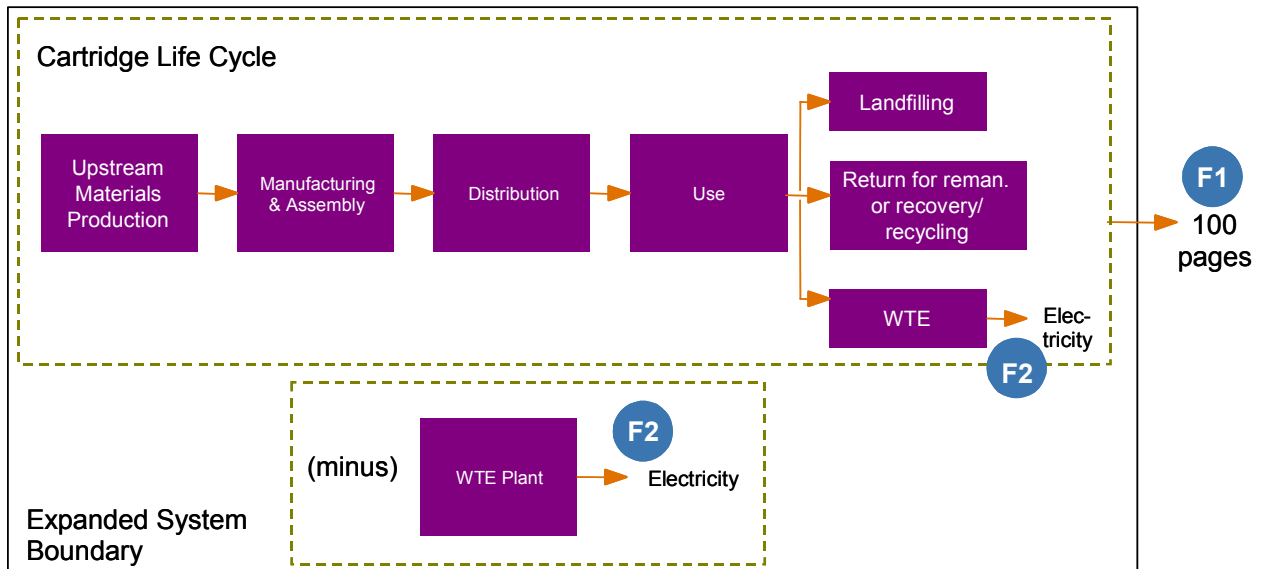 Cartridge Life Cycle
Upstream
Materials
Production
Manufacturing
& Assembly
Distribution
Use
Landfilling
Return for reman.
or recovery/
recycling
WTE
Elec-
tricity
F2
F1
100
pages
(minus)
WTE Plant
F2
Electricity
Expanded System
Boundary